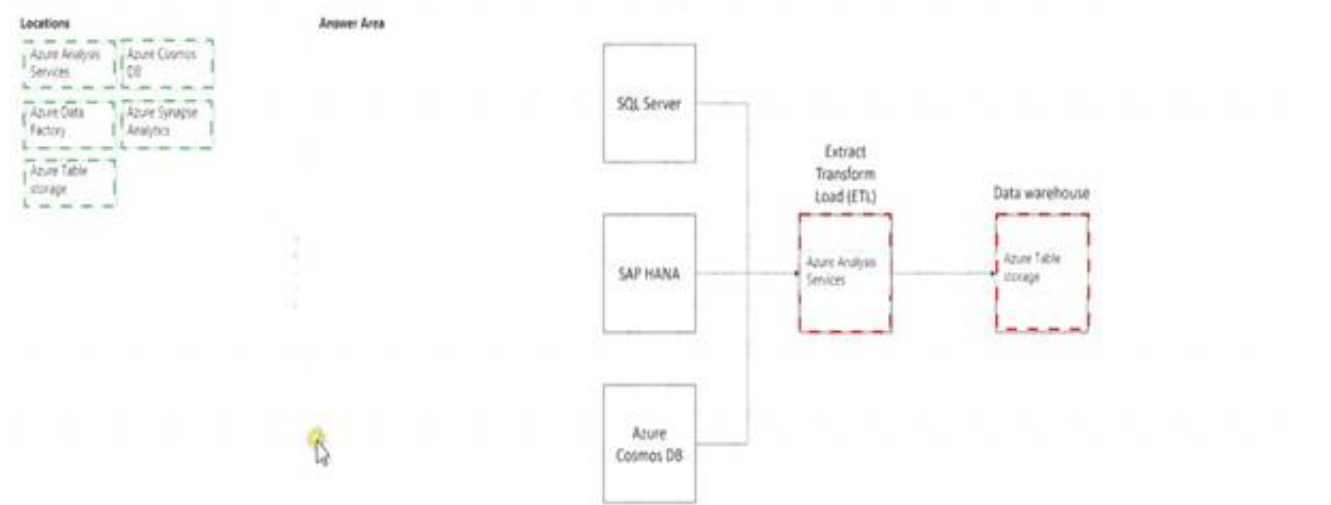 Locations
Azure Analysis
Services
Azure Cosmos
DB
Azure Data
Factory
Azure Synapse
Analytics
Azure Table
storage
Answer Area
SQL Server
SAP HANA
Azure
Cosmos DB
Extract
Transform
Load (ETL)
Azure Analysis
Services
Data warehouse
Azure Table
storage